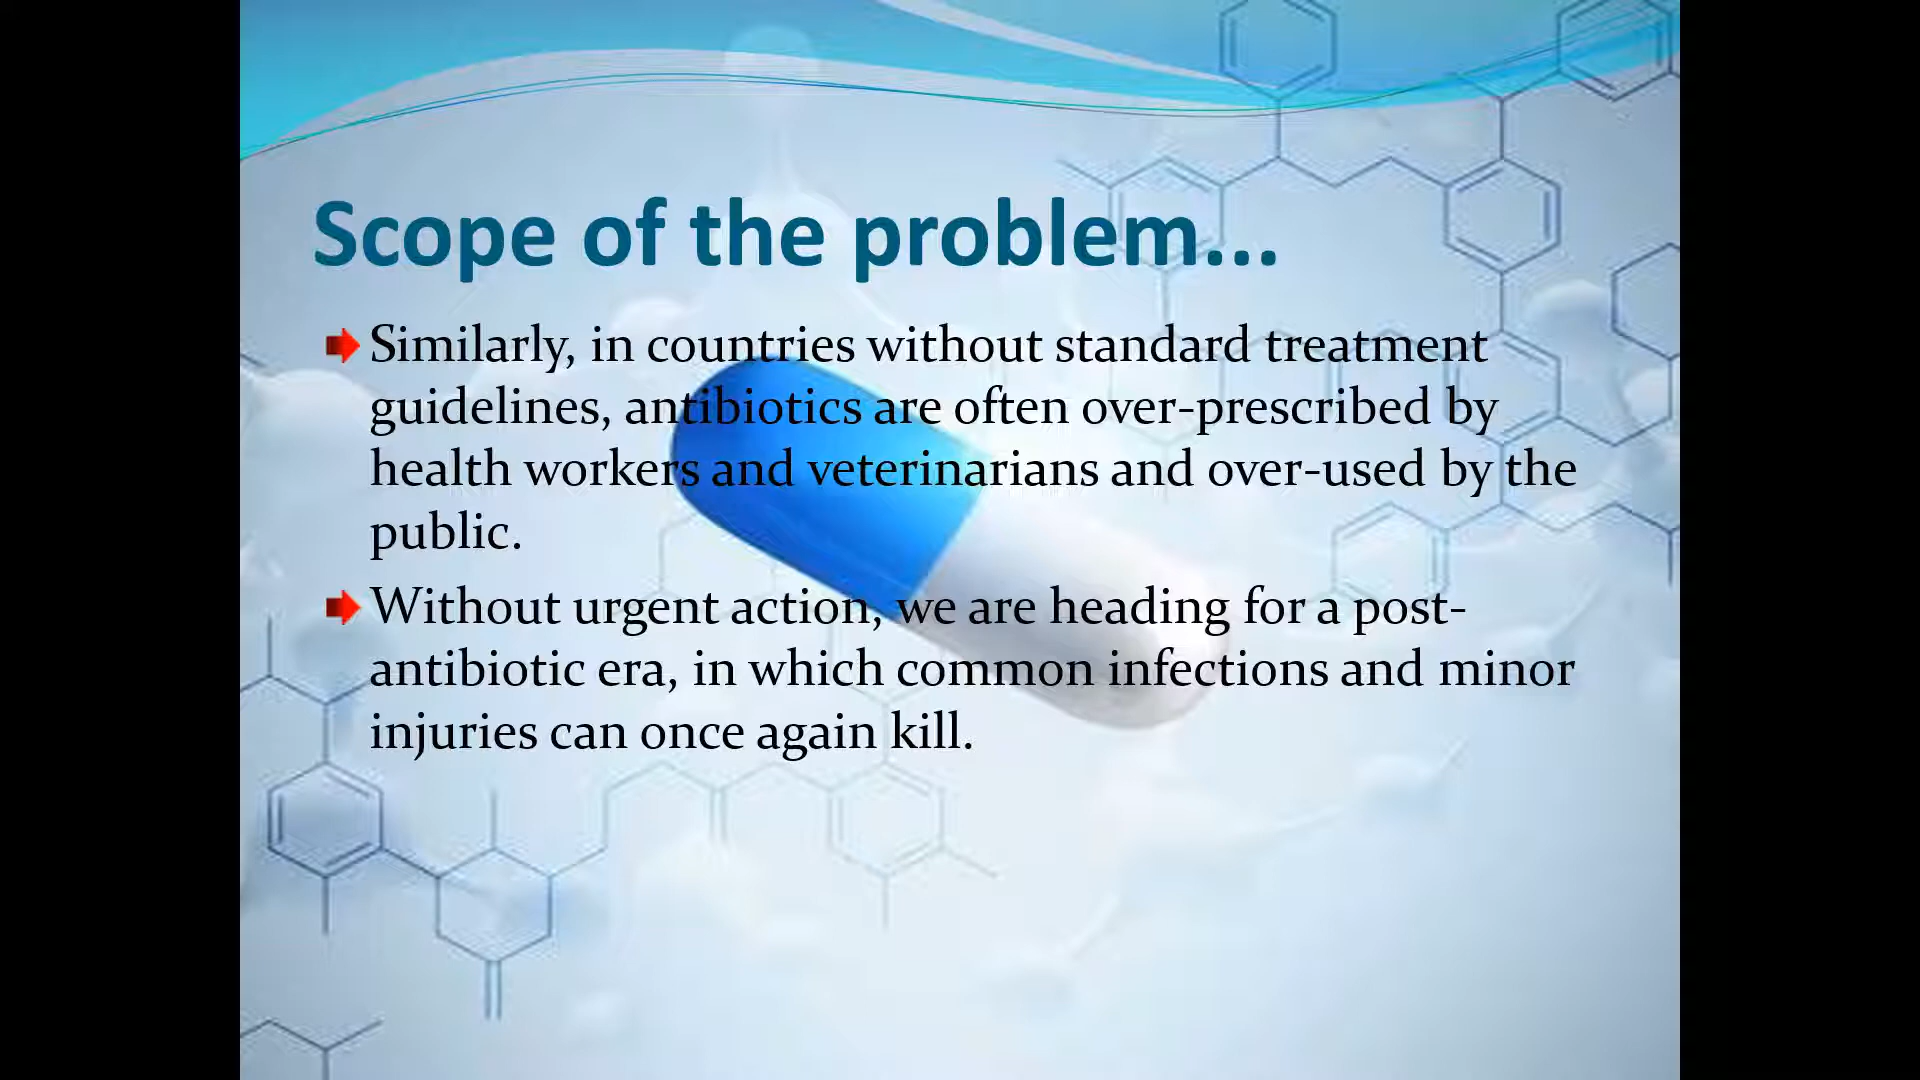 Scope of the problem...
Similarly, in countries without standard treatment
guidelines, antibiotics are often over-prescribed by
health workers and veterinarians and over-used by the
public.
Without urgent action, we are heading for a post-
antibiotic era, in which common infections and minor
injuries can once again kill.